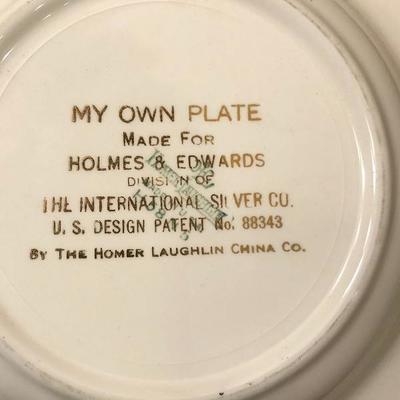 MY OWN PLATE
MADE FOR
HOLMES & EDWARDS
DIVISION OF
THE INTERNATIONAL SILVER CO.
U. S. DESIGN PATENT No. 88343
BY THE HOMER LAUGHLIN CHINA CO.